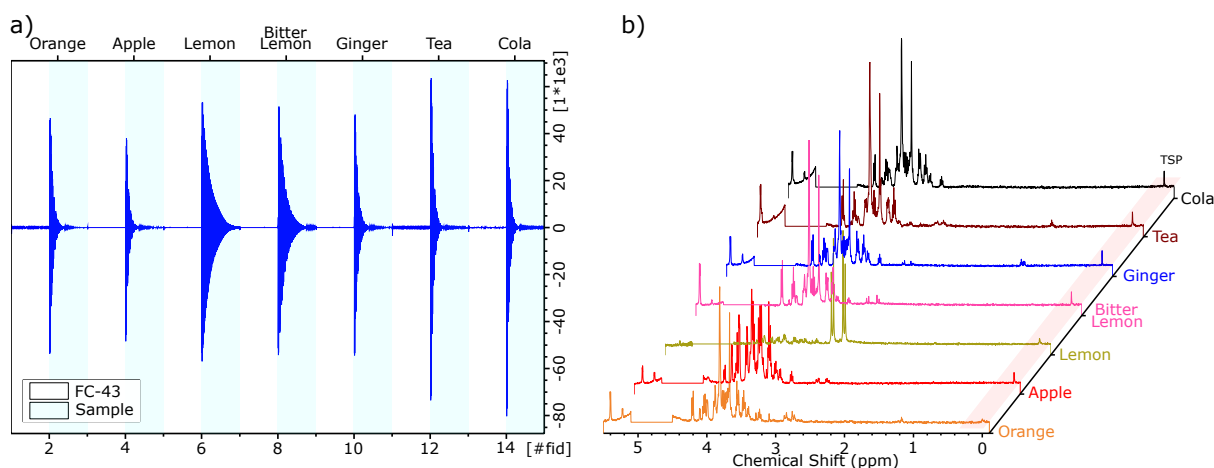 a)
Orange Apple Lemon Bitter Lemon Ginger Tea Cola
[1*1e3]
40
20
0
-20
-40
-60
-80
FC-43
Sample
2 4 6 8 10 12 14 [#fid]
b)
TSP
Cola
Tea
Ginger
Bitter
Lemon
Lemon
Apple
Orange
5 4 3 2 1 0
Chemical Shift (ppm)